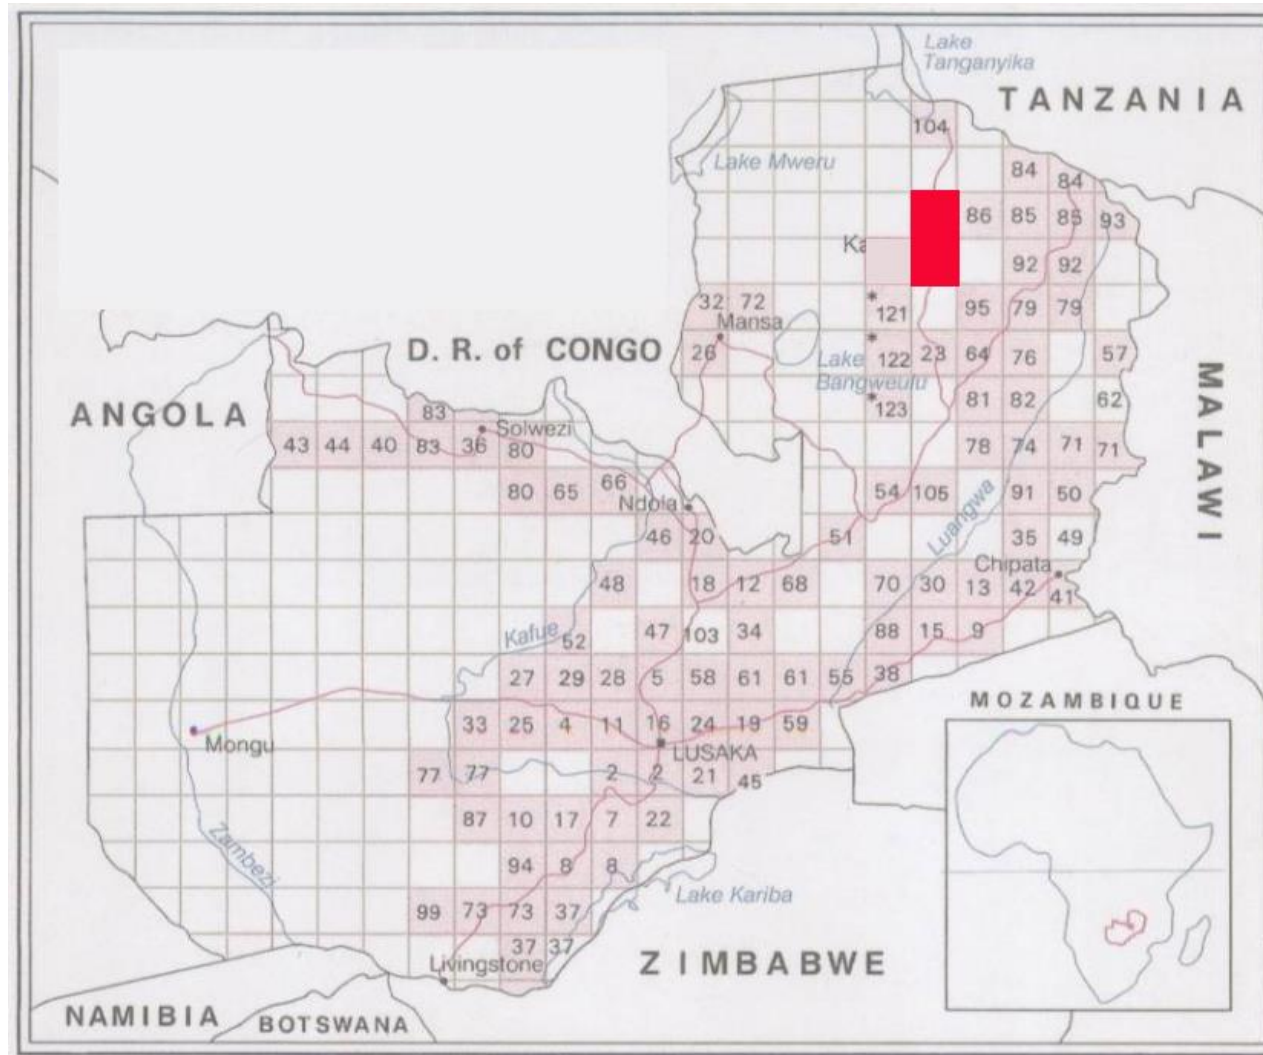 Lake
Tanganyika
TANZANIA
104
Lake Mweru
84
84
86 85 85 93
Ka
92 92
32 72
* 121
95 79 79
Mansa
D. R. of CONGO
26
Lake
Bangweulu
* 122
23 64 76 57
MALAWI
ANGOLA
83
* 123
81 82 62
Solwezi
43 44 40 83 36 80
78 74 71 71
80 65 66
Ndola
54 105 91 50
Luangwa
46 20 51 35 49
Chipata
48 18 12 68 70 30 13 42 41
Kafue
52 47 103 34 88 15 9
27 29 28 5 58 61 61 55 38
MOZAMBIQUE
33 25 4 11 16 24 19 59
Mongu
LUSAKA
77 77 2 2 21 45
87 10 17 7 22
Zambezi
94 8 8
Lake Kariba
99 73 73 37
37 37
Livingstone
ZIMBABWE
NAMIBIA
BOTSWANA